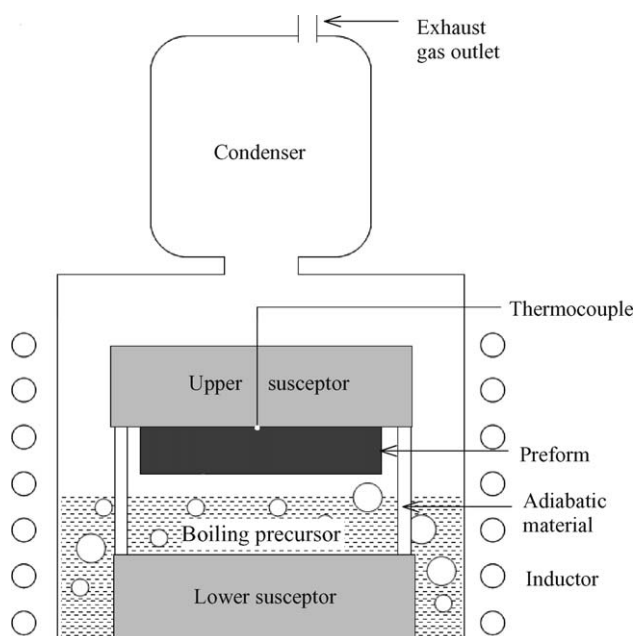 Exhaust
gas outlet
Condenser
Thermocouple
Upper susceptor
Preform
Adiabatic
material
Boiling precursor
Inductor
Lower susceptor